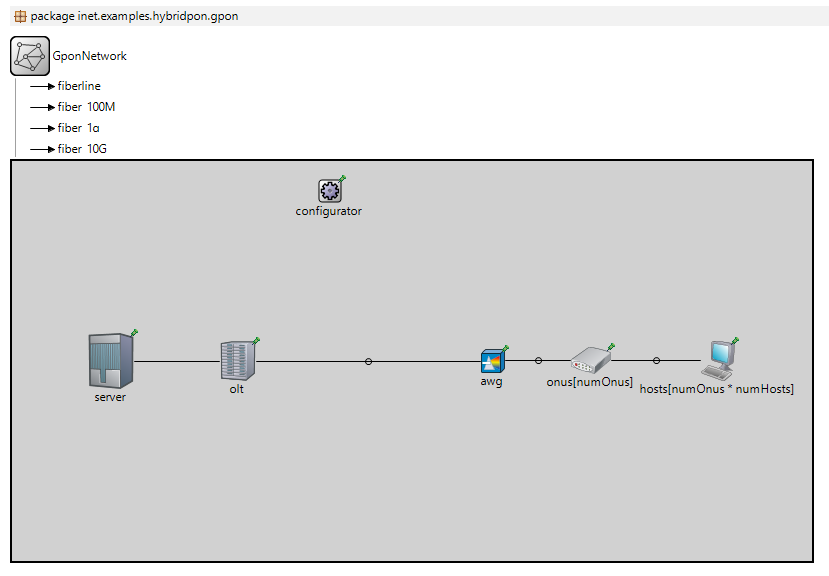 package inet.examples.hybridpon.gpon
GponNetwork
fiberline
fiber 100M
fiber 1G
fiber 10G
configurator
server
olt
awg
onus[numOnus]
hosts[numOnus * numHosts]